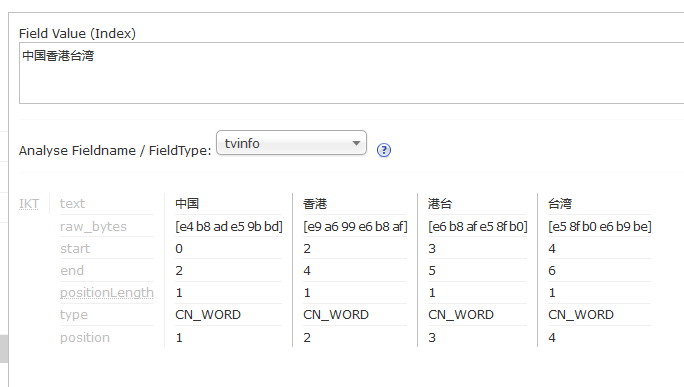 Field Value (Index)
中国香港台湾
Analyse Fieldname / FieldType: tvinfo ?
IKT text 中国 香港 港台 台湾
raw_bytes [e4 b8 ad e5 9b bd] [e9 a6 99 e6 b8 af] [e6 b8 af e5 8f b0] [e5 8f b0 e6 b9 be]
start 0 2 3 4
end 2 4 5 6
positionLength 1 1 1 1
type CN_WORD CN_WORD CN_WORD CN_WORD
position 1 2 3 4